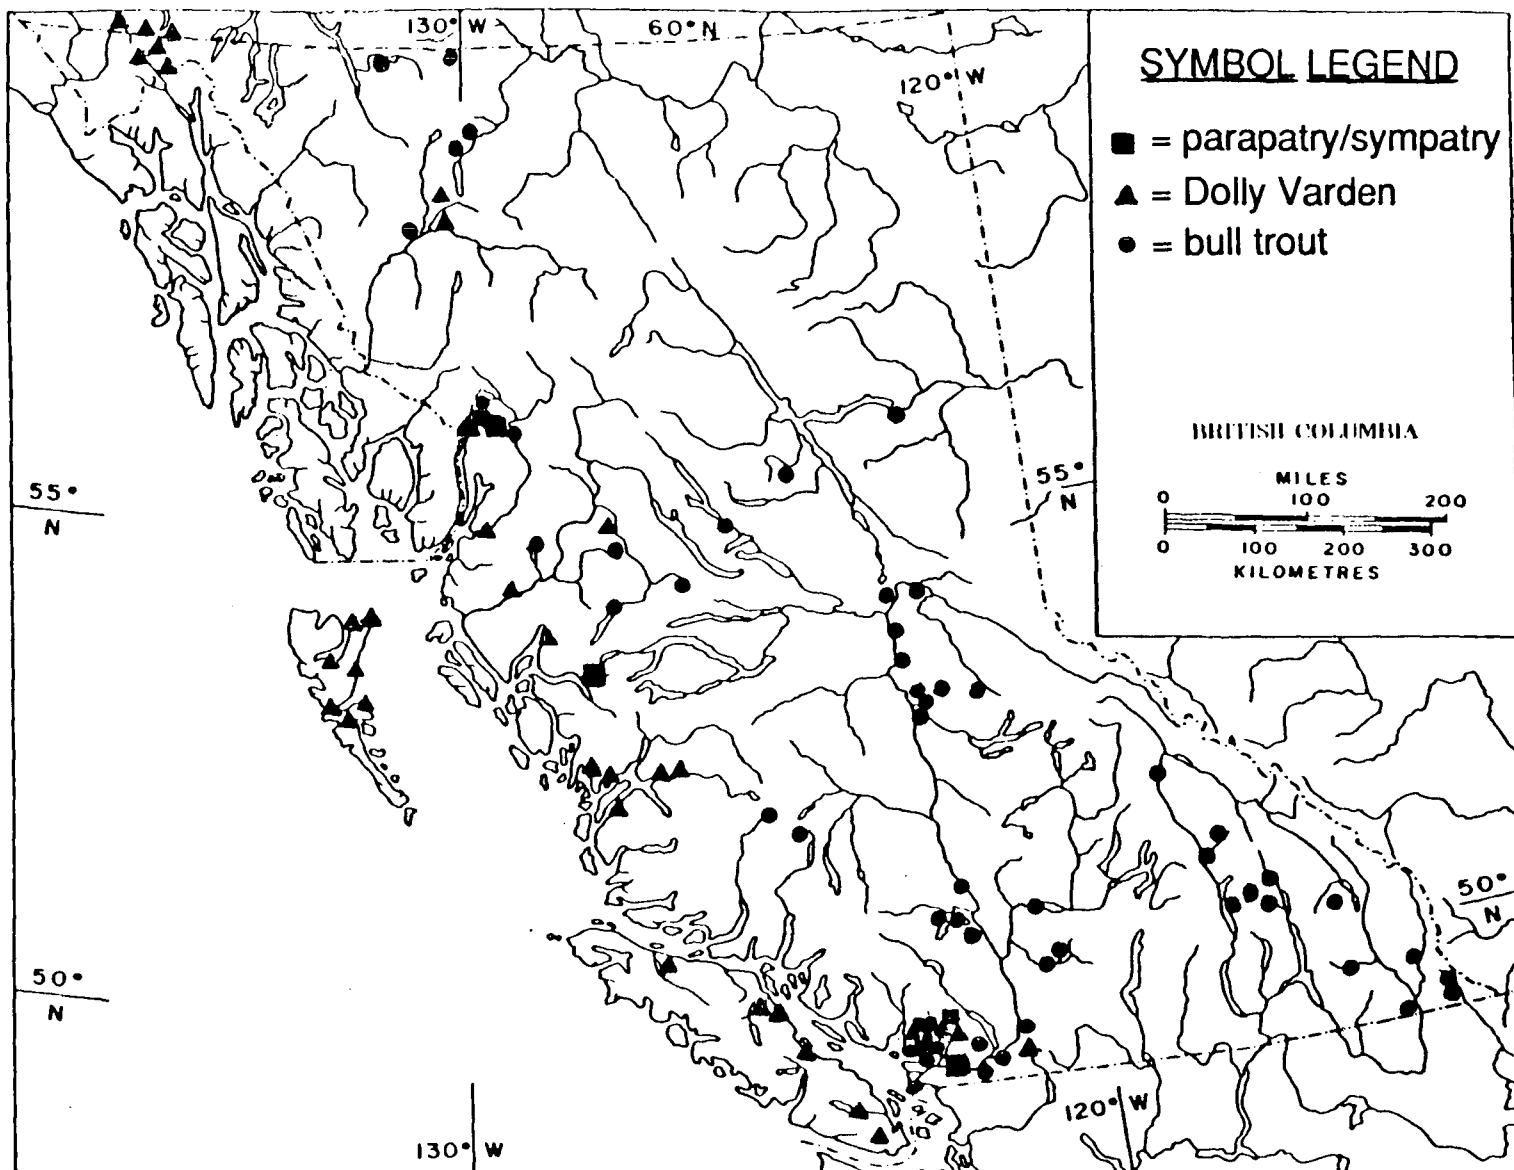 130° W
60° N
120° W
SYMBOL LEGEND
■ = parapatry/sympatry
▲ = Dolly Varden
● = bull trout
BRITISH COLUMBIA
MILES
0 100 200
0 100 200 300
KILOMETRES
55°
N
55°
N
50°
N
50°
N
120° W
130° W